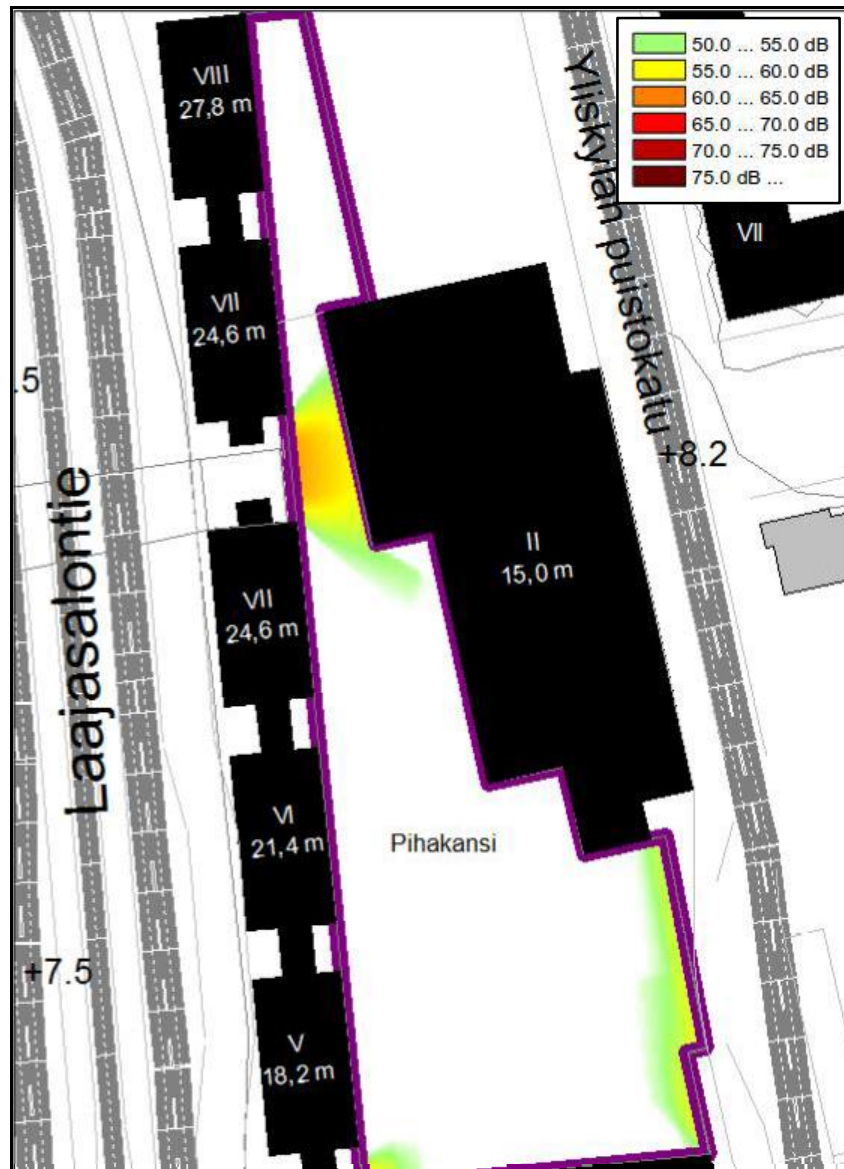 VIII
27,8 m
50.0 ... 55.0 dB
55.0 ... 60.0 dB
60.0 ... 65.0 dB
65.0 ... 70.0 dB
70.0 ... 75.0 dB
75.0 dB ...
Yliskylän puistokatu
VII
VII
24,6 m
.5
+8.2
Laajasalontie
II
15,0 m
VII
24,6 m
VI
21,4 m
Pihakansi
+7.5
V
18,2 m